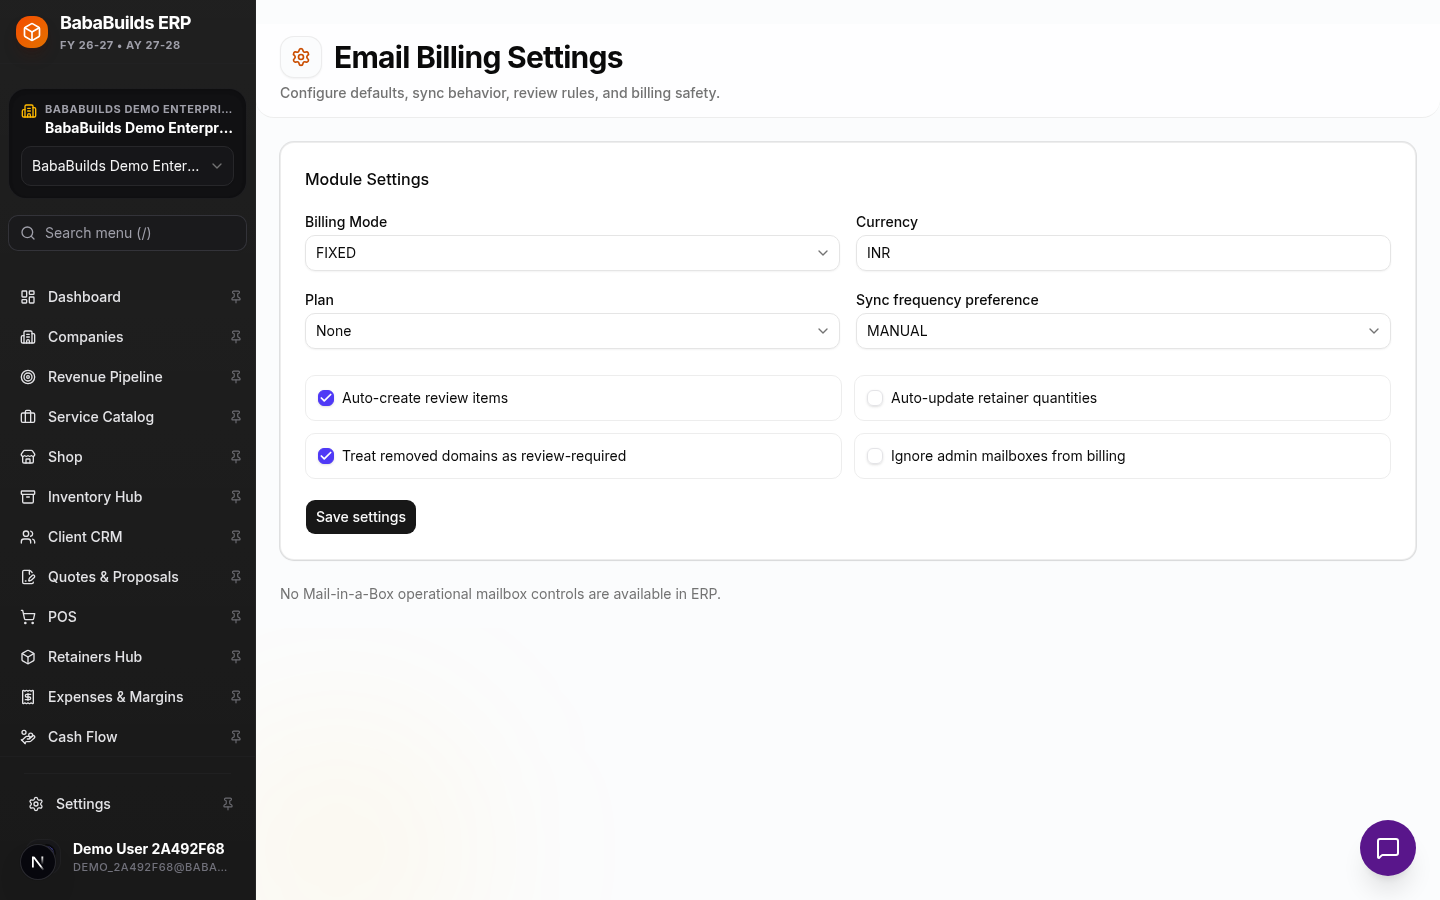 BabaBuilds ERP
FY 26-27 • AY 27-28
BABABUILDS DEMO ENTERPRI...
BabaBuilds Demo Enterpr...
BabaBuilds Demo Enter...
Search menu (/)
Dashboard
Companies
Revenue Pipeline
Service Catalog
Shop
Inventory Hub
Client CRM
Quotes & Proposals
POS
Retainers Hub
Expenses & Margins
Cash Flow
Settings
N
Demo User 2A492F68
DEMO_2A492F68@BABA...
Email Billing Settings
Configure defaults, sync behavior, review rules, and billing safety.
Module Settings
Billing Mode
FIXED
Currency
INR
Plan
None
Sync frequency preference
MANUAL
Auto-create review items
Auto-update retainer quantities
Treat removed domains as review-required
Ignore admin mailboxes from billing
Save settings
No Mail-in-a-Box operational mailbox controls are available in ERP.